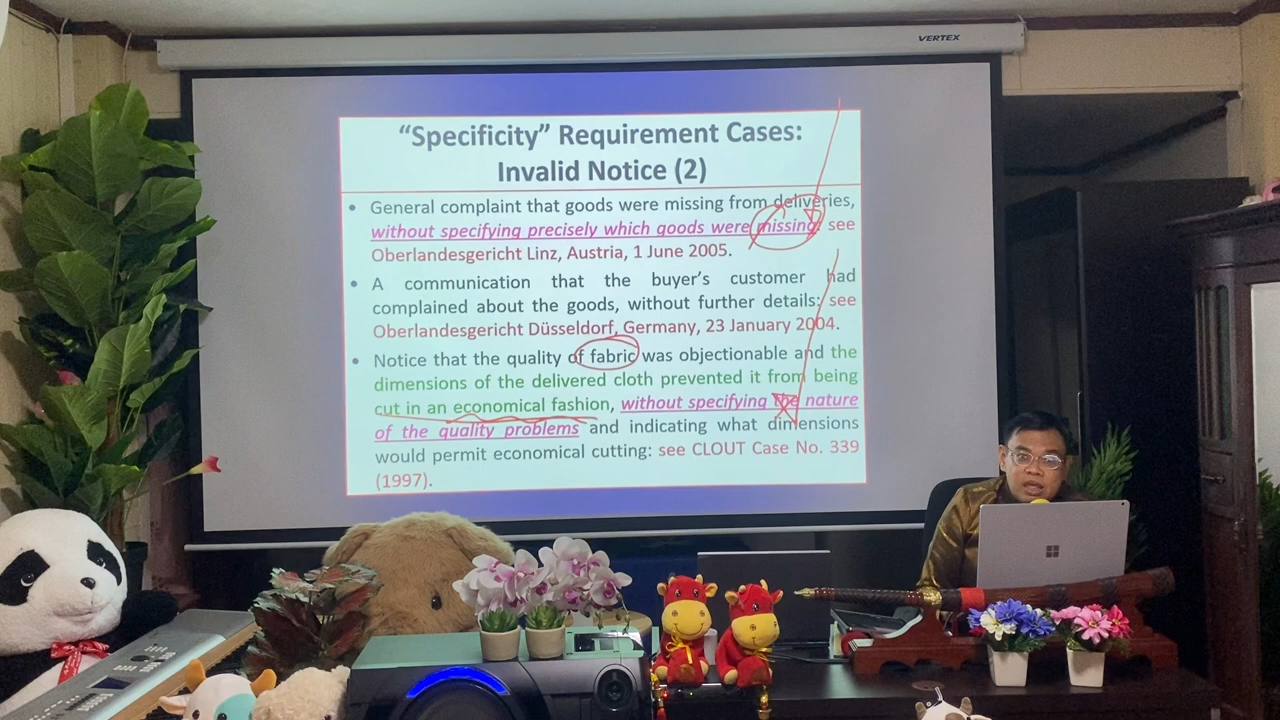 VERTEX
“Specificity” Requirement Cases:
Invalid Notice (2)
• General complaint that goods were missing from deliveries,
without specifying precisely which goods were missing: see
Oberlandesgericht Linz, Austria, 1 June 2005.
• A communication that the buyer’s customer had
complained about the goods, without further details: see
Oberlandesgericht Düsseldorf, Germany, 23 January 2004.
• Notice that the quality of fabric was objectionable and the
dimensions of the delivered cloth prevented it from being
cut in an economical fashion, without specifying the nature
of the quality problems and indicating what dimensions
would permit economical cutting: see CLOUT Case No. 339
(1997).